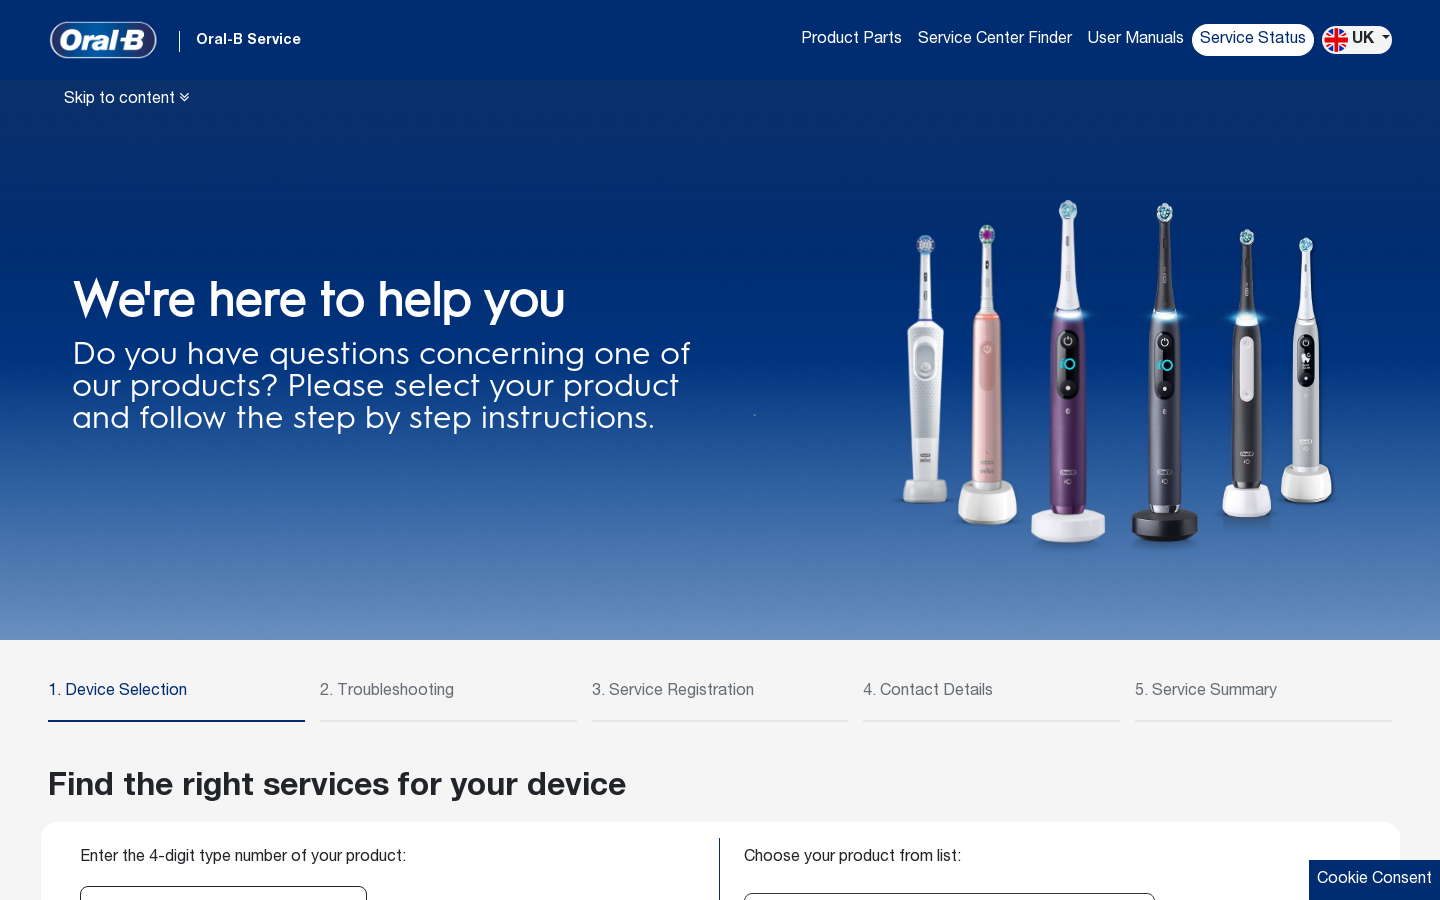 Oral-B
Oral-B Service
Product Parts
Service Center Finder
User Manuals
Service Status
UK
Skip to content
We're here to help you
Do you have questions concerning one of
our products? Please select your product
and follow the step by step instructions.
1. Device Selection
2. Troubleshooting
3. Service Registration
4. Contact Details
5. Service Summary
Find the right services for your device
Enter the 4-digit type number of your product:
Choose your product from list:
Cookie Consent